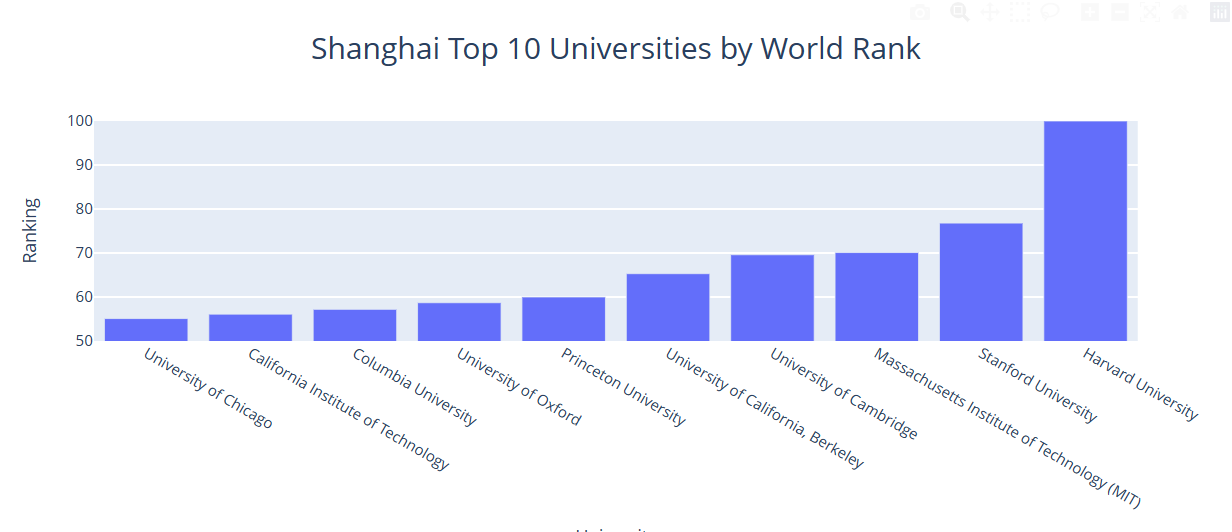 Shanghai Top 10 Universities by World Rank
Ranking
100
90
80
70
60
50
University of Chicago
California Institute of Technology
Columbia University
University of Oxford
Princeton University
University of California, Berkeley
University of Cambridge
Massachusetts Institute of Technology (MIT)
Stanford University
Harvard University